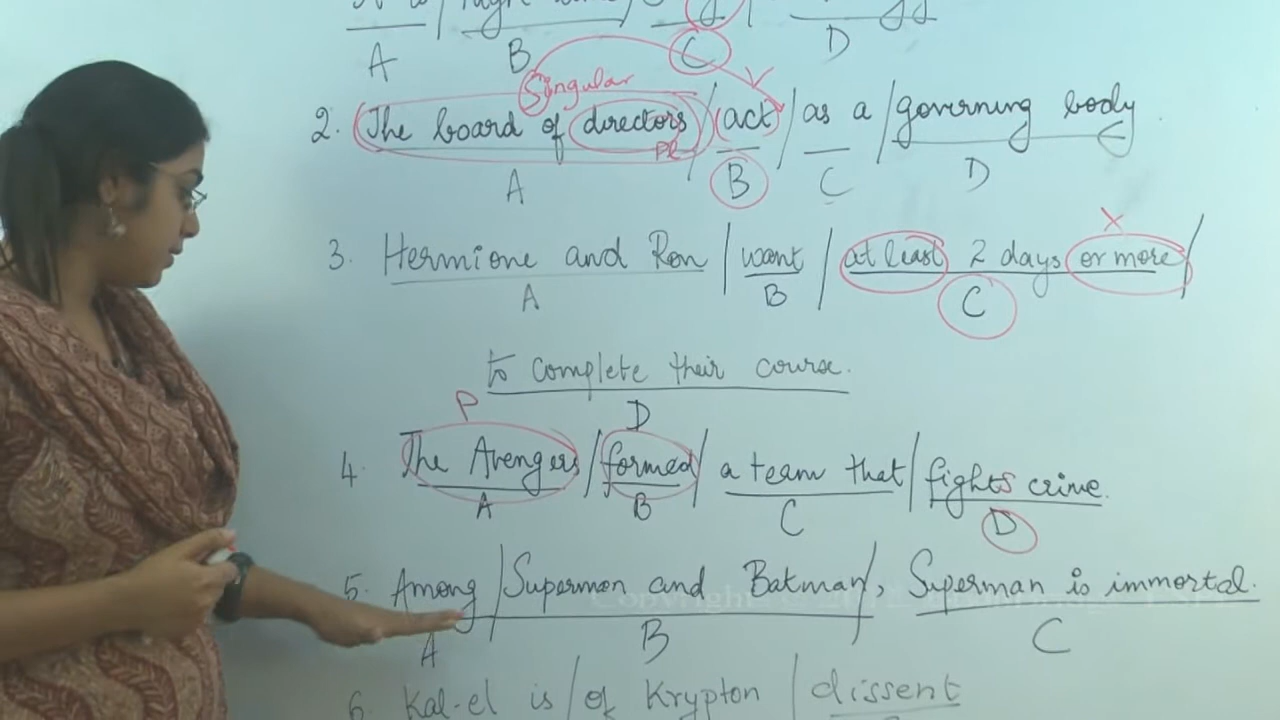 A B C D
Singular
2. The board of directors / act / as a / governing body.
Pl
A B C D
X
3. Hermione and Ron / want / at least 2 days or more /
A B C
to complete their course.
P D
4. The Avengers / formed / a team that / fights crime.
A B C D
5. Among / Superman and Batman /, Superman is immortal.
A B C
6. Kal-el is / of Krypton / dissent